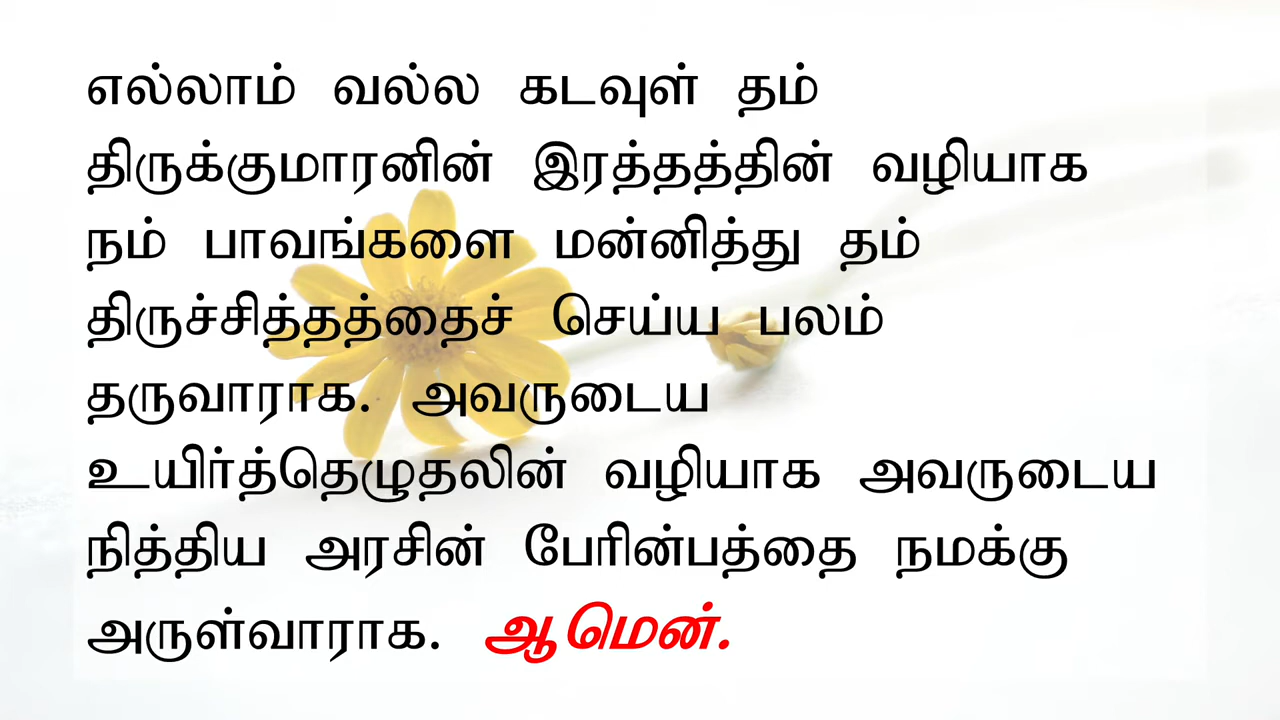 எல்லாம் வல்ல கடவுள் தம்
திருக்குமாரனின் இரத்தத்தின் வழியாக
நம் பாவங்களை மன்னித்து தம்
திருச்சித்தத்தைச் செய்ய பலம்
தருவாராக. அவருடைய
உயிர்த்தெழுதலின் வழியாக அவருடைய
நித்திய அரசின் பேரின்பத்தை நமக்கு
அருள்வாராக. ஆமென்.